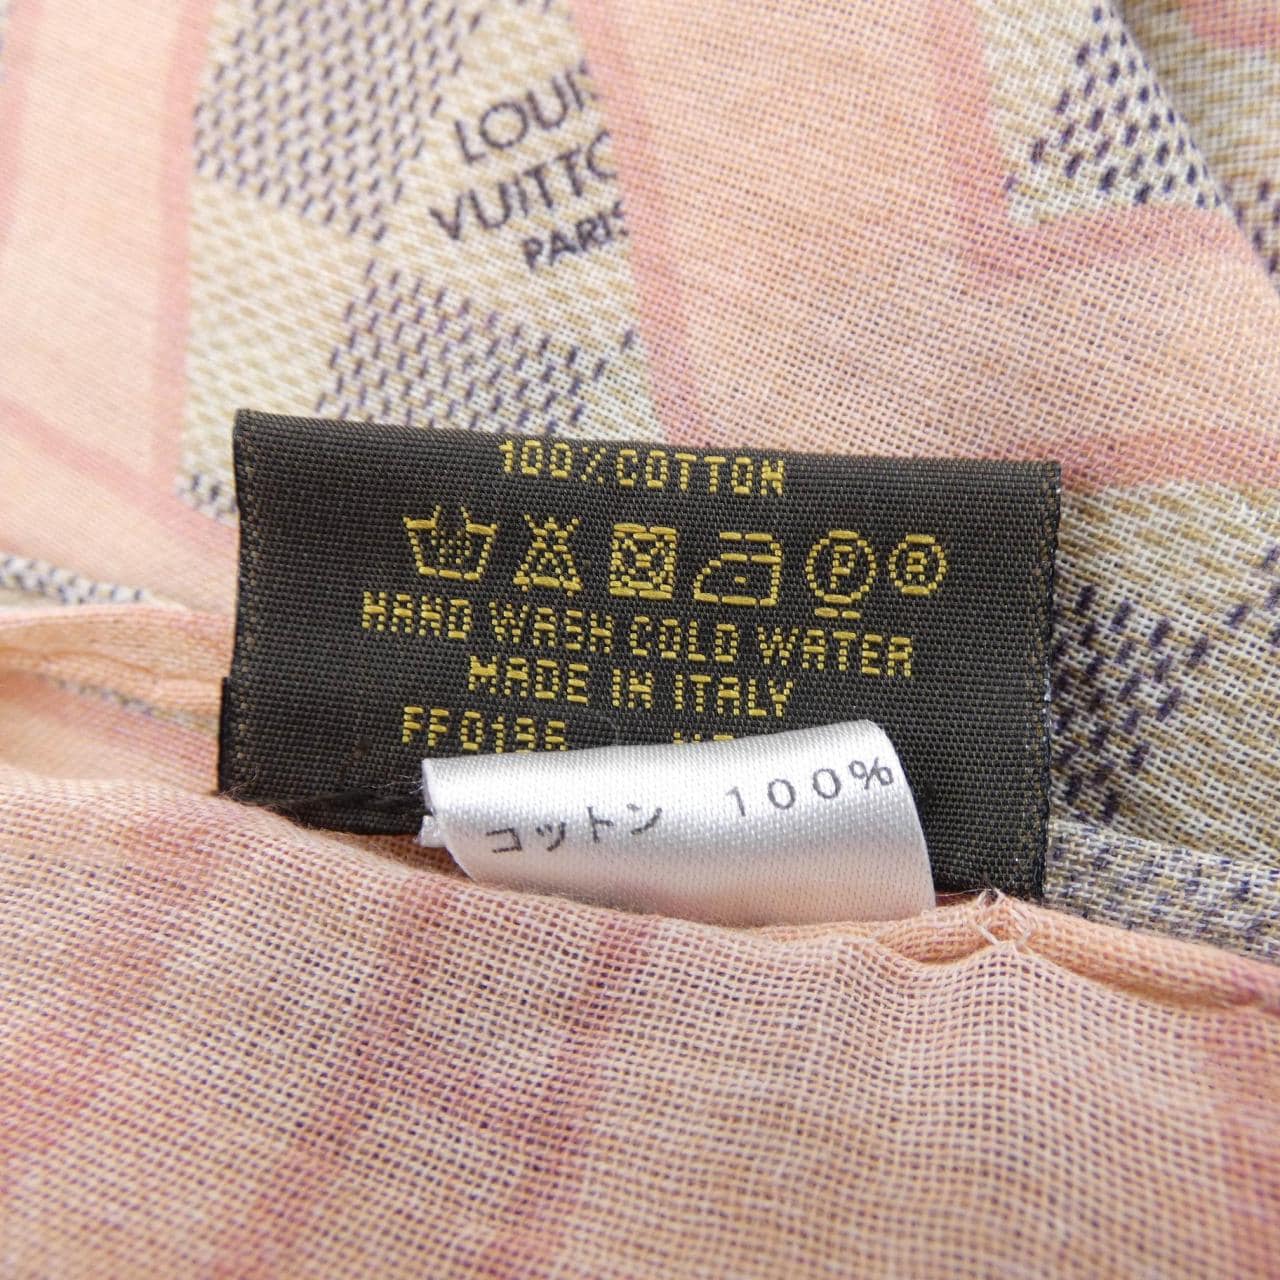 LOUI
VUITTO
PARIS
100% COTTON
P R
HAND WASH COLD WATER
MADE IN ITALY
コットン 100%